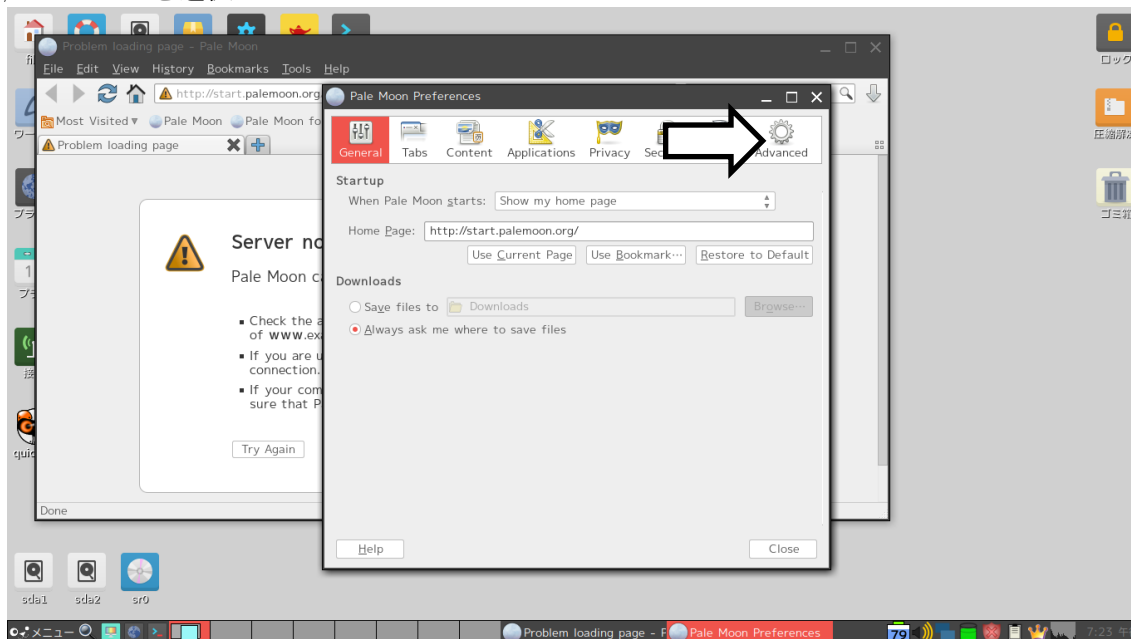 Problem loading page - Pale Moon
File Edit View History Bookmarks Tools Help
http://start.palemoon.org
Most Visited Pale Moon Pale Moon fo
Problem loading page
Server
Pale Moon
Check the
of www.ex
If you are
connection.
If your com
sure that P
Try Again
Done
Pale Moon Preferences
General Tabs Content Applications Privacy Sec Advanced
Startup
When Pale Moon starts: Show my home page
Home Page: http://start.palemoon.org/
Use Current Page Use Bookmark... Restore to Default
Downloads
Save files to Downloads Browse...
Always ask me where to save files
Help Close
ロック
圧縮解凍
ゴミ箱
quic
sda1 sda2 sr0
メニュー Problem loading page - P Pale Moon Preferences 79 7:23 午